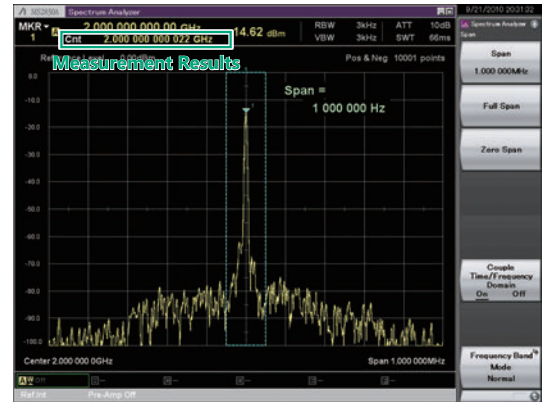 MS2830A Spectrum Analyzer 9/21/2010 20:31:32
MKR 2.000 000 000 00 GHz 14.62 dBm RBW 3kHz ATT 10dB Spectrum Analyzer
1 Cnt 2.000 000 000 022 GHz VBW 3kHz SWT 66ms Span
Measurement Results Pos & Neg 10001 points
Span
1.000 000MHz
0.0
Span =
1 000 000 Hz
1
-10.0
Full Span
-20.0
-30.0
Zero Span
-40.0
-50.0
-60.0
-70.0
Couple
Time/Frequency
Domain
On Off
-80.0
-90.0
-100.0
Center 2.000 000 0GHz Span 1.000 000MHz
Frequency Band
Mode
Normal
A W on B-- C-- D-- E-- F--
Ref.Int Pre-Amp Off